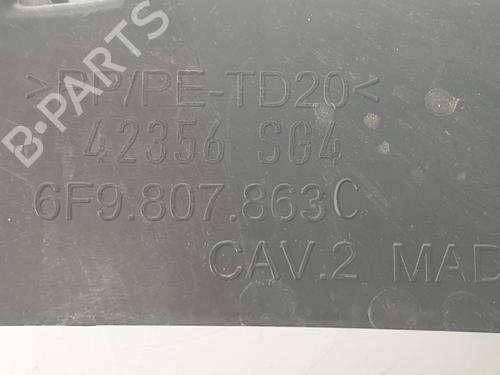 >PP/PE-TD20<
42356 SG4
6F9.807.863C
CAV.2 MAD
B-PARTS